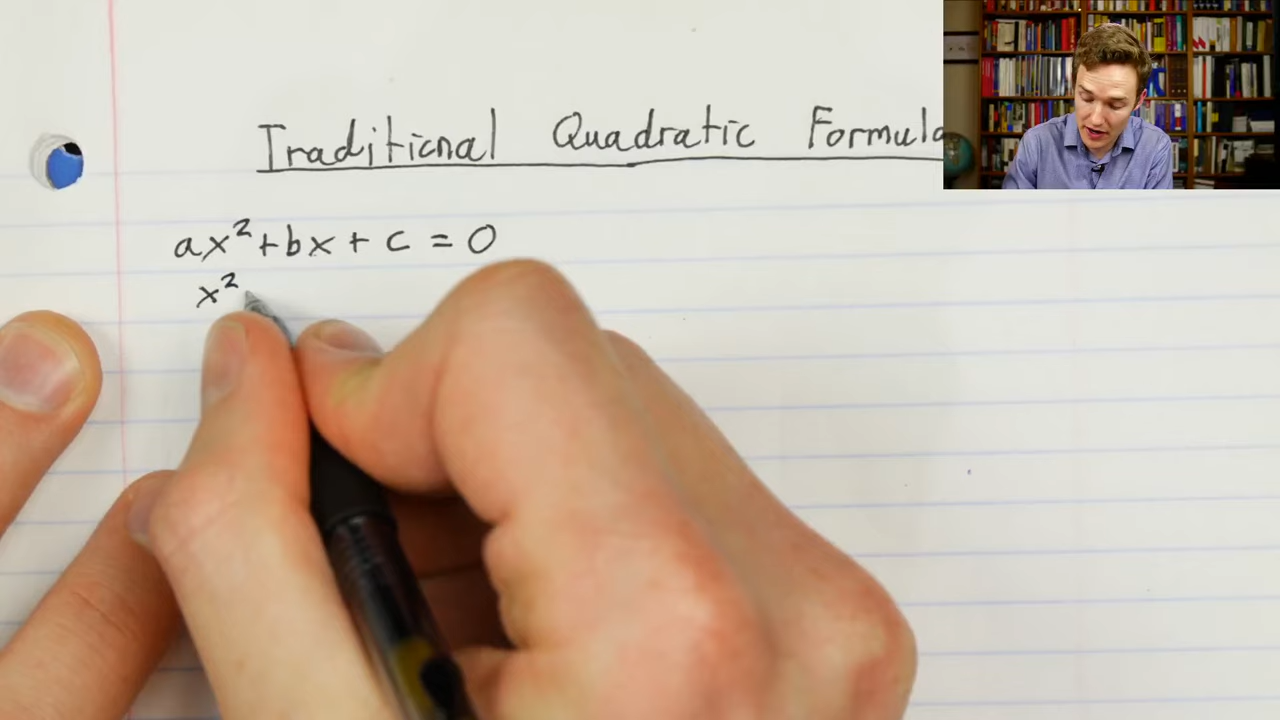 Traditional Quadratic Formula
ax²+bx + c = 0
x²